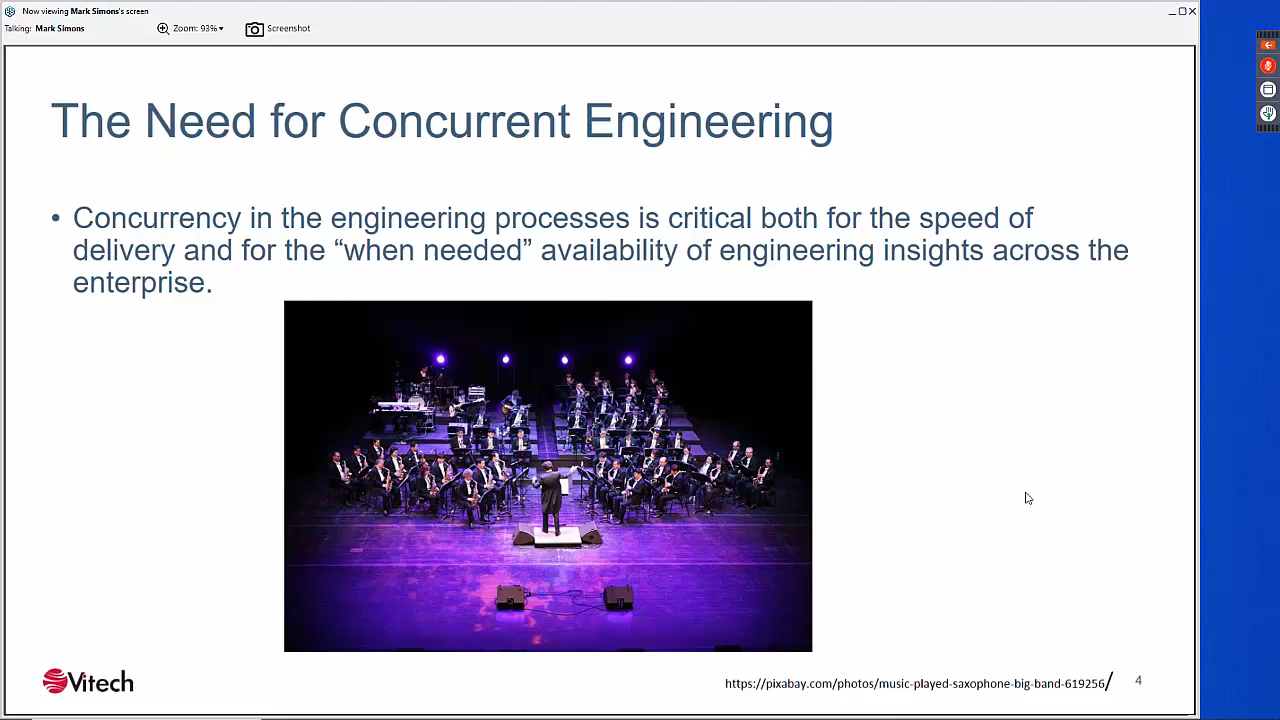 Now viewing Mark Simons's screen
Talking: Mark Simons
Zoom: 93%
Screenshot
The Need for Concurrent Engineering
• Concurrency in the engineering processes is critical both for the speed of
delivery and for the “when needed” availability of engineering insights across the
enterprise.
Vitech
https://pixabay.com/photos/music-played-saxophone-big-band-619256/
4